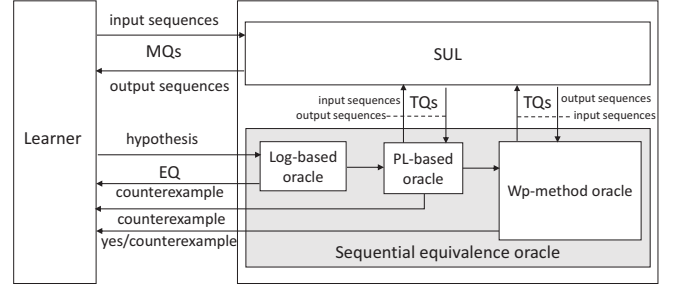 input sequences
MQs
SUL
output sequences
input sequences
TQs
output sequences
TQs
output sequences
input sequences
Learner
hypothesis
Log-based
oracle
PL-based
oracle
Wp-method oracle
EQ
counterexample
counterexample
yes/counterexample
Sequential equivalence oracle